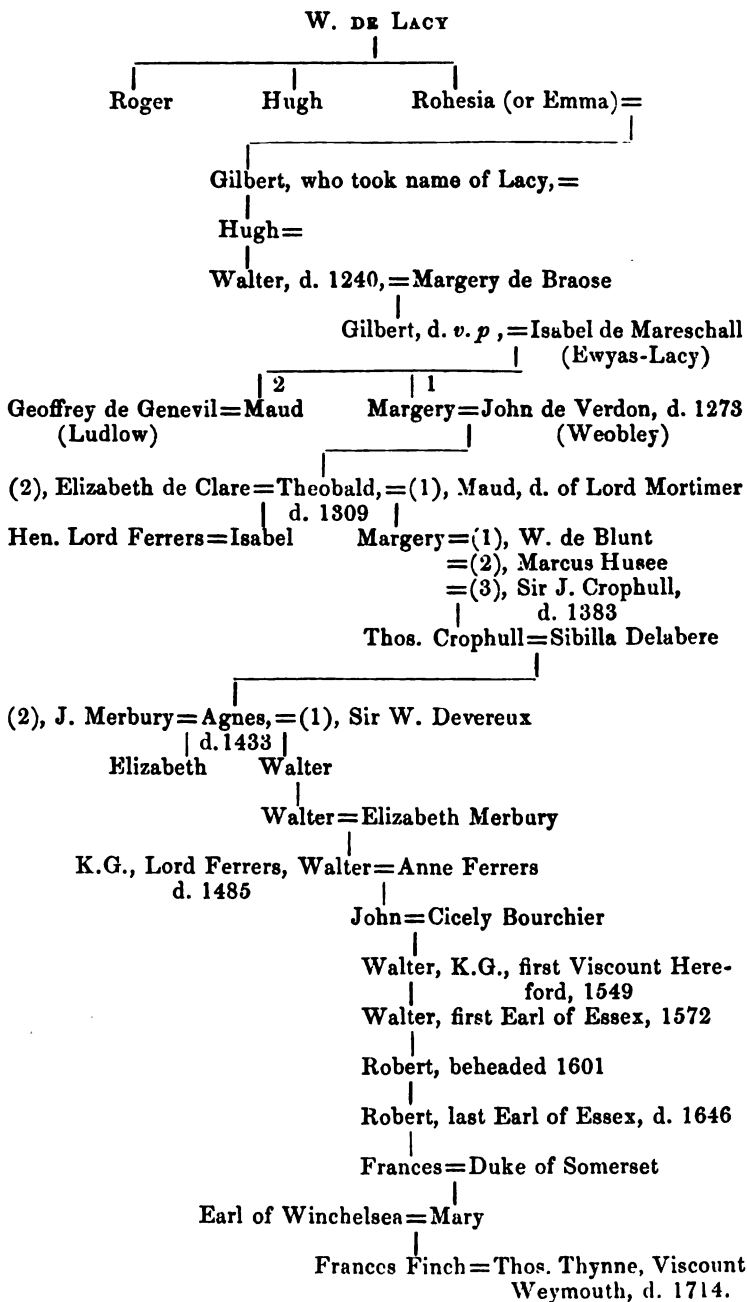 W. DE LACY
Roger Hugh Rohesia (or Emma)=
Gilbert, who took name of Lacy,=
Hugh=
Walter, d. 1240,=Margery de Braose
Gilbert, d. v. p ,=Isabel de Mareschall
(Ewyas-Lacy)
2 1
Geoffrey de Genevil=Maud Margery=John de Verdon, d. 1273
(Ludlow) (Weobley)
(2), Elizabeth de Clare=Theobald,=(1), Maud, d. of Lord Mortimer
d. 1309
Hen. Lord Ferrers=Isabel Margery=(1), W. de Blunt
=(2), Marcus Husee
=(3), Sir J. Crophull,
d. 1383
Thos. Crophull=Sibilla Delabere
(2), J. Merbury=Agnes,=(1), Sir W. Devereux
d. 1433
Elizabeth Walter
Walter=Elizabeth Merbury
K.G., Lord Ferrers, Walter=Anne Ferrers
d. 1485
John=Cicely Bourchier
Walter, K.G., first Viscount Here-
ford, 1549
Walter, first Earl of Essex, 1572
Robert, beheaded 1601
Robert, last Earl of Essex, d. 1646
Frances=Duke of Somerset
Earl of Winchelsea=Mary
Frances Finch=Thos. Thynne, Viscount
Weymouth, d. 1714.